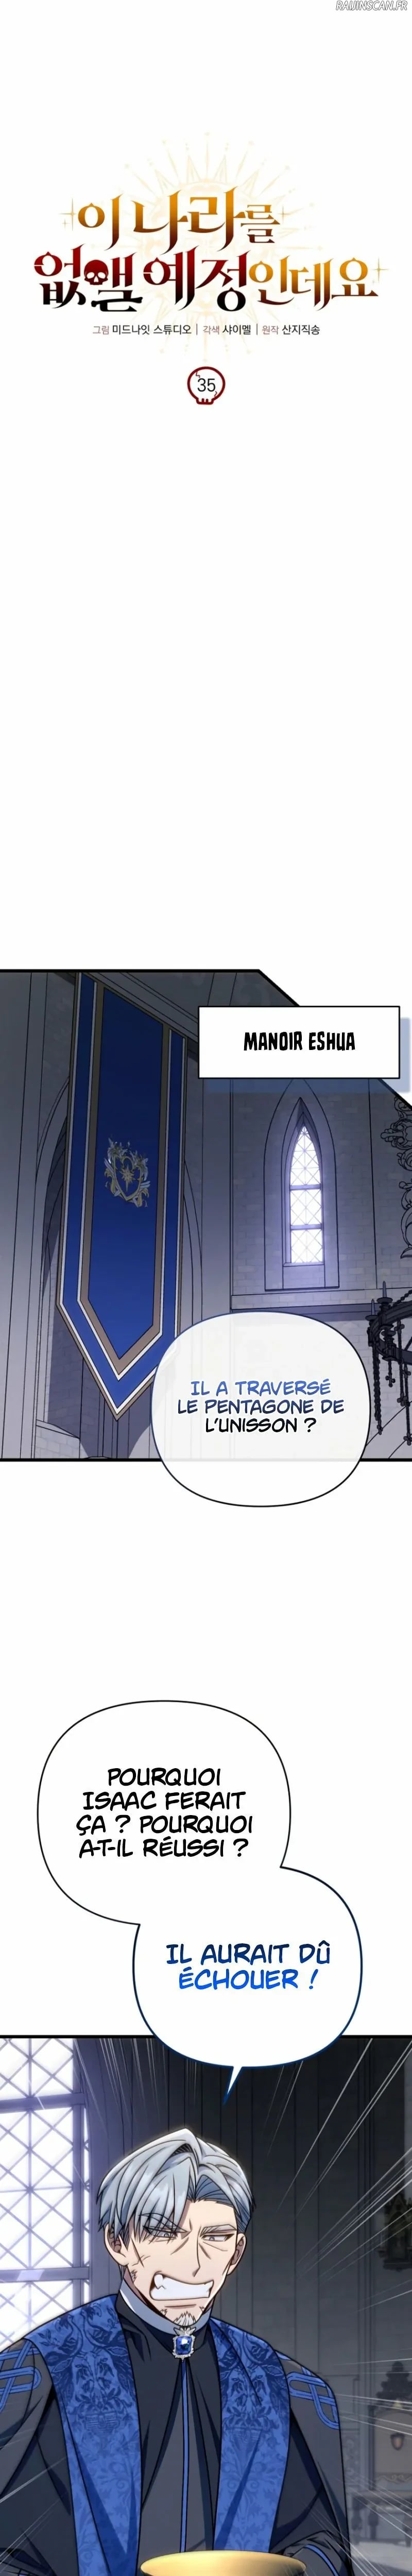 RAIJINSCAN.FR
이 나라를
없앨 예정인데요
그림 미드나잇 스튜디오 | 각색 샤이멜 | 원작 산지직송
35
MANOIR ESHUA
IL A TRAVERSÉ
LE PENTAGONE DE
L'UNISSON ?
POURQUOI
ISAAC FERAIT
ÇA ? POURQUOI
A-T-IL RÉUSSI ?
IL AURAIT DÛ
ÉCHOUER !